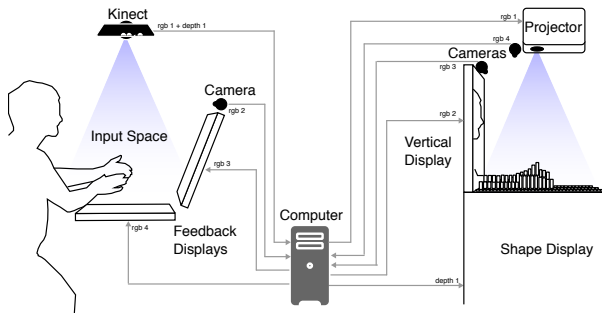 Kinect
rgb 1 + depth 1
rgb 1
Projector
rgb 4
Cameras
rgb 3
Camera
rgb 2
rgb 2
Input Space
Vertical
Display
rgb 3
Computer
rgb 4
Feedback
Displays
Shape Display
depth 1